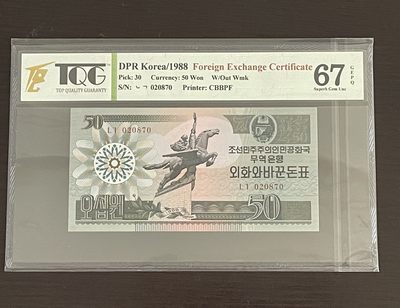 TQG
TOP QUALITY GUARANTY
DPR Korea/1988 Foreign Exchange Certificate
Pick: 30 Currency: 50 Won W/Out Wmk
S/N: ㄴㄱ 020870 Printer: CBBPF
67
GEPQ
Superb Gem Unc
50
ㄴㄱ 020870
조선민주주의인민공화국
무역은행
외화와바꾼돈표
ㄴㄱ 020870
오십원
50